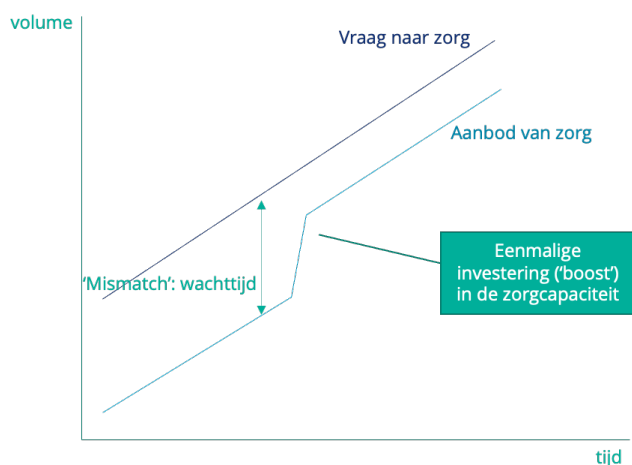 volume
Vraag naar zorg
Aanbod van zorg
Eenmalige
investering (‘boost’)
in de zorgcapaciteit
‘Mismatch’: wachttijd
tijd